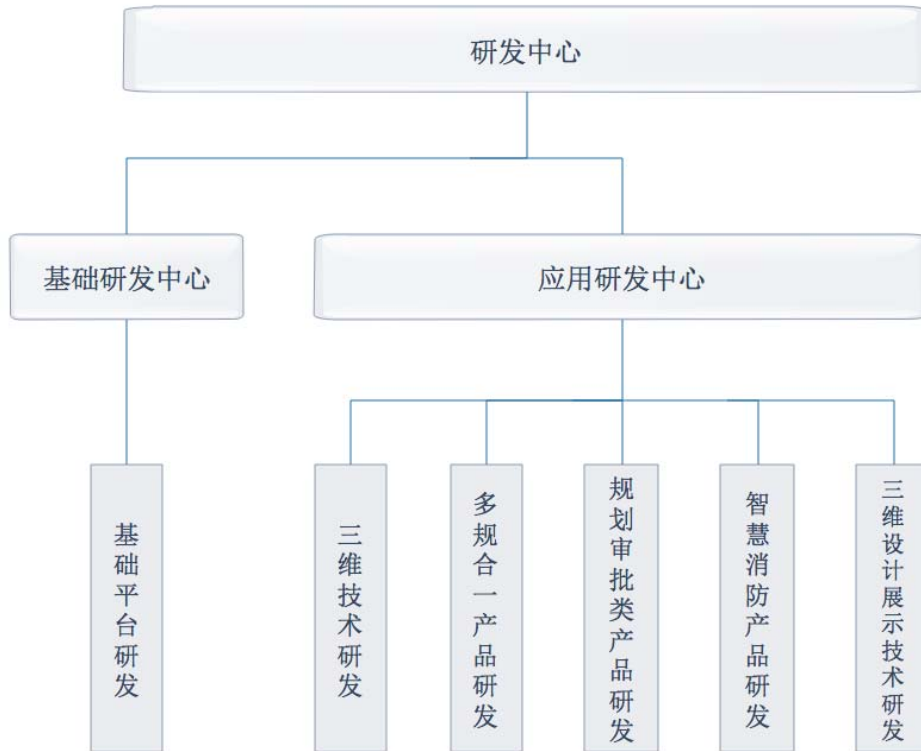 研发中心
基础研发中心
应用研发中心
基础平台研发
三维技术研发
多规合一产品研发
规划审批类产品研发
智慧消防产品研发
三维设计展示技术研发